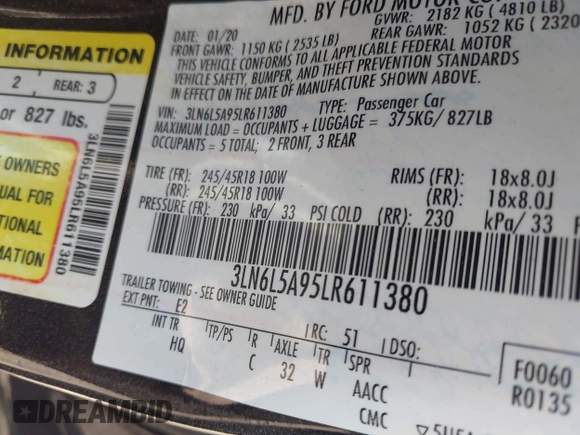 INFORMATION
2 REAR: 3
or 827 lbs.
OWNERS
UAL FOR
TIONAL
MATION
3LN6L5A95LR611380
MFD. BY FORD MOTOR CO
DATE: 01/20 GVWR: 2182 KG ( 4810 LB)
FRONT GAWR: 1150 KG ( 2535 LB) REAR GAWR: 1052 KG ( 2320
THIS VEHICLE CONFORMS TO ALL APPLICABLE FEDERAL MOTOR
VEHICLE SAFETY, BUMPER, AND THEFT PREVENTION STANDARDS
IN EFFECT ON THE DATE OF MANUFACTURE SHOWN ABOVE.
VIN: 3LN6L5A95LR611380 TYPE: Passenger Car
MAXIMUM LOAD = OCCUPANTS + LUGGAGE = 375KG/ 827LB
OCCUPANTS = 5 TOTAL; 2 FRONT, 3 REAR
TIRE (FR): 245/45R18 100W RIMS (FR): 18x8.0J
(RR): 245/45R18 100W (RR): 18x8.0J
PRESSURE (FR): 230 kPa/ 33 PSI COLD (RR): 230 kPa/ 33
3LN6L5A95LR611380
TRAILER TOWING - SEE OWNER GUIDE
EXT PNT: E2 RC: 51 DSO:
INT TR TP/PS R AXLE TR SPR
HQ C 32 W AACC
CMC
F0060
R0135
DREAMBID